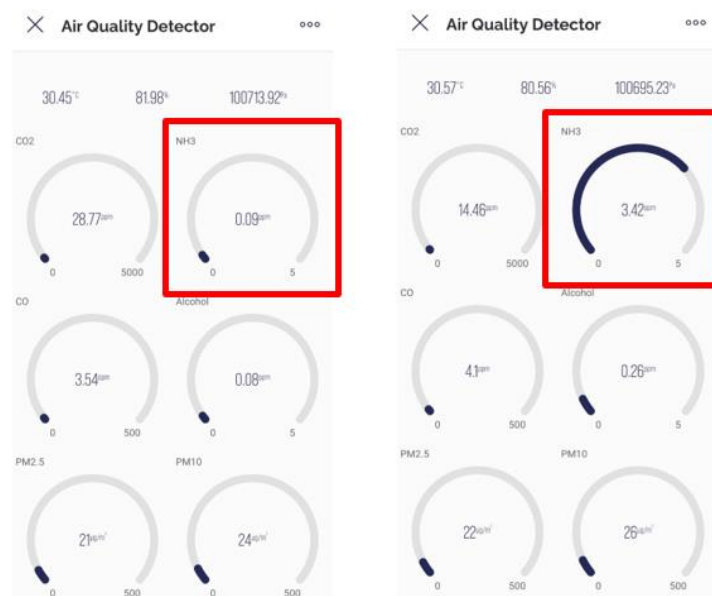 Air Quality Detector
30.45°C 81.98% 100713.92Pa
CO2
28.77ppm
0 5000
NH3
0.09ppm
0 5
CO
3.54ppm
0 500
Alcohol
0.08ppm
0 5
PM2.5
21µg/m³
0 500
PM10
24µg/m³
0 500
Air Quality Detector
30.57°C 80.56% 100695.23Pa
CO2
14.46ppm
0 5000
NH3
3.42ppm
0 5
CO
4.1ppm
0 500
Alcohol
0.26ppm
0 5
PM2.5
22µg/m³
0 500
PM10
26µg/m³
0 500